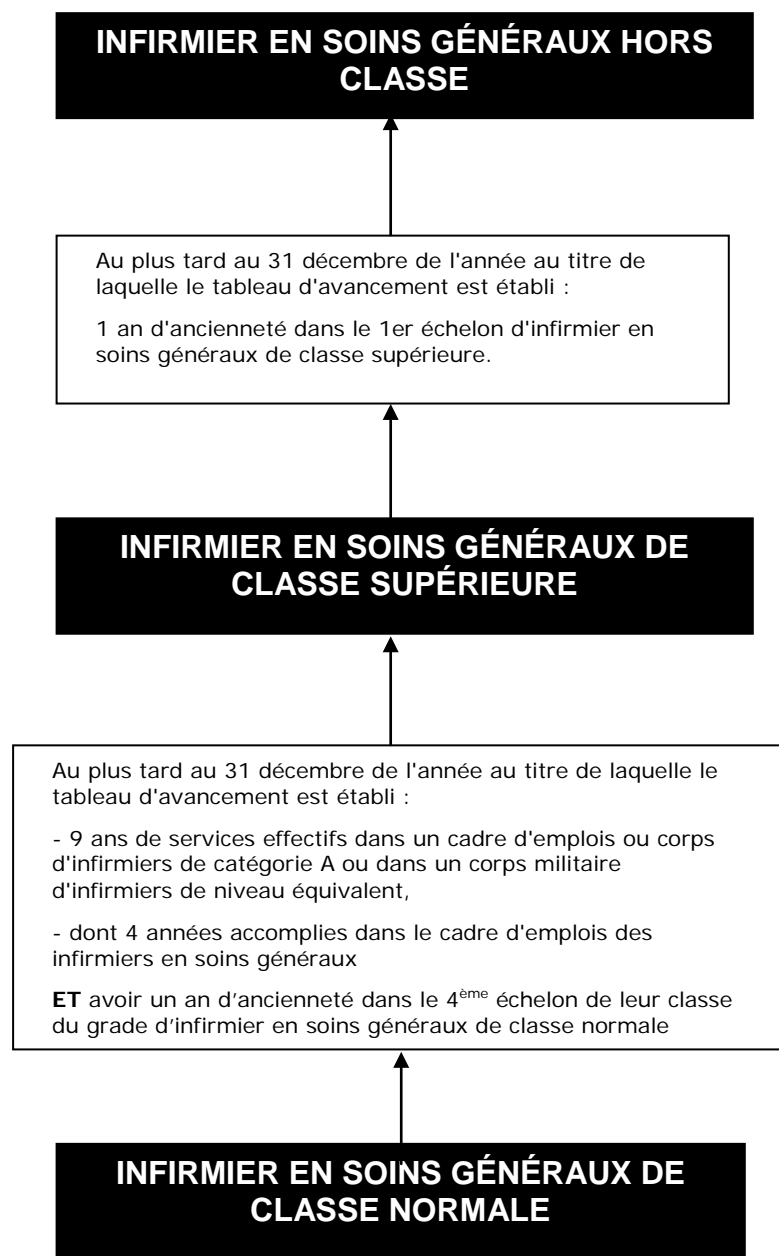 INFIRMIER EN SOINS GÉNÉRAUX HORS
CLASSE
Au plus tard au 31 décembre de l'année au titre de
laquelle le tableau d'avancement est établi :
1 an d'ancienneté dans le 1er échelon d'infirmier en
soins généraux de classe supérieure.
INFIRMIER EN SOINS GÉNÉRAUX DE
CLASSE SUPÉRIEURE
Au plus tard au 31 décembre de l'année au titre de laquelle le
tableau d'avancement est établi :
- 9 ans de services effectifs dans un cadre d'emplois ou corps
d'infirmiers de catégorie A ou dans un corps militaire
d'infirmiers de niveau équivalent,
- dont 4 années accomplies dans le cadre d'emplois des
infirmiers en soins généraux
ET avoir un an d’ancienneté dans le 4ème échelon de leur classe
du grade d’infirmier en soins généraux de classe normale
INFIRMIER EN SOINS GÉNÉRAUX DE
CLASSE NORMALE